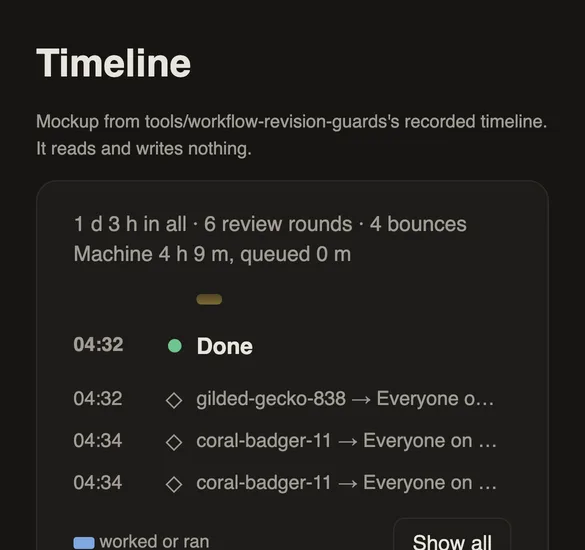 Timeline
Mockup from tools/workflow-revision-guards's recorded timeline.
It reads and writes nothing.
1 d 3 h in all · 6 review rounds · 4 bounces
Machine 4 h 9 m, queued 0 m
04:32 Done
04:32 gilded-gecko-838 → Everyone o…
04:34 coral-badger-11 → Everyone on …
04:34 coral-badger-11 → Everyone on …
worked or ran
Show all